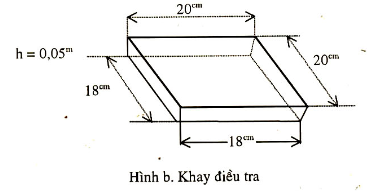 20cm
h = 0,05m
20cm
18cm
18cm
Hình b. Khay điều tra